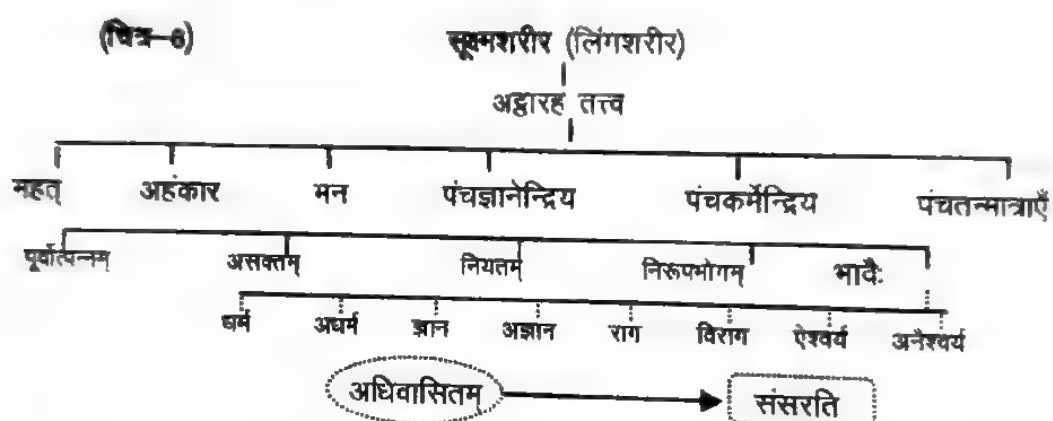 (चित्र–6) सूक्ष्मशरीर (लिंगशरीर)
अट्ठारह तत्त्व
महत् आहंकार मन पंचज्ञानेन्द्रिय पंचकर्मेन्द्रिय पंचतन्मात्राएँ
पूर्वोत्पन्नम् असक्तम् नियतम् निरूपभोगम् भावैः
धर्म अधर्म ज्ञान अज्ञान राग विराग ऐश्वर्य अनैश्वर्य
अधिवासितम् संसरति